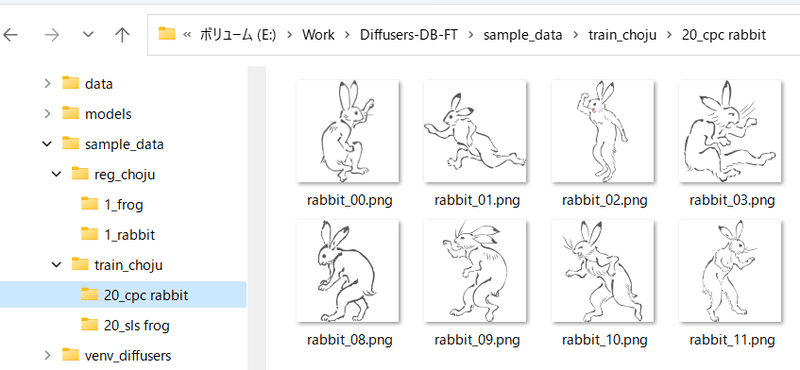 « ボリューム (E:) > Work > Diffusers-DB-FT > sample_data > train_choju > 20_cpc rabbit
data
models
sample_data
reg_choju
1_frog
1_rabbit
train_choju
20_cpc rabbit
20_sls frog
venv_diffusers
rabbit_00.png rabbit_01.png rabbit_02.png rabbit_03.png
rabbit_08.png rabbit_09.png rabbit_10.png rabbit_11.png